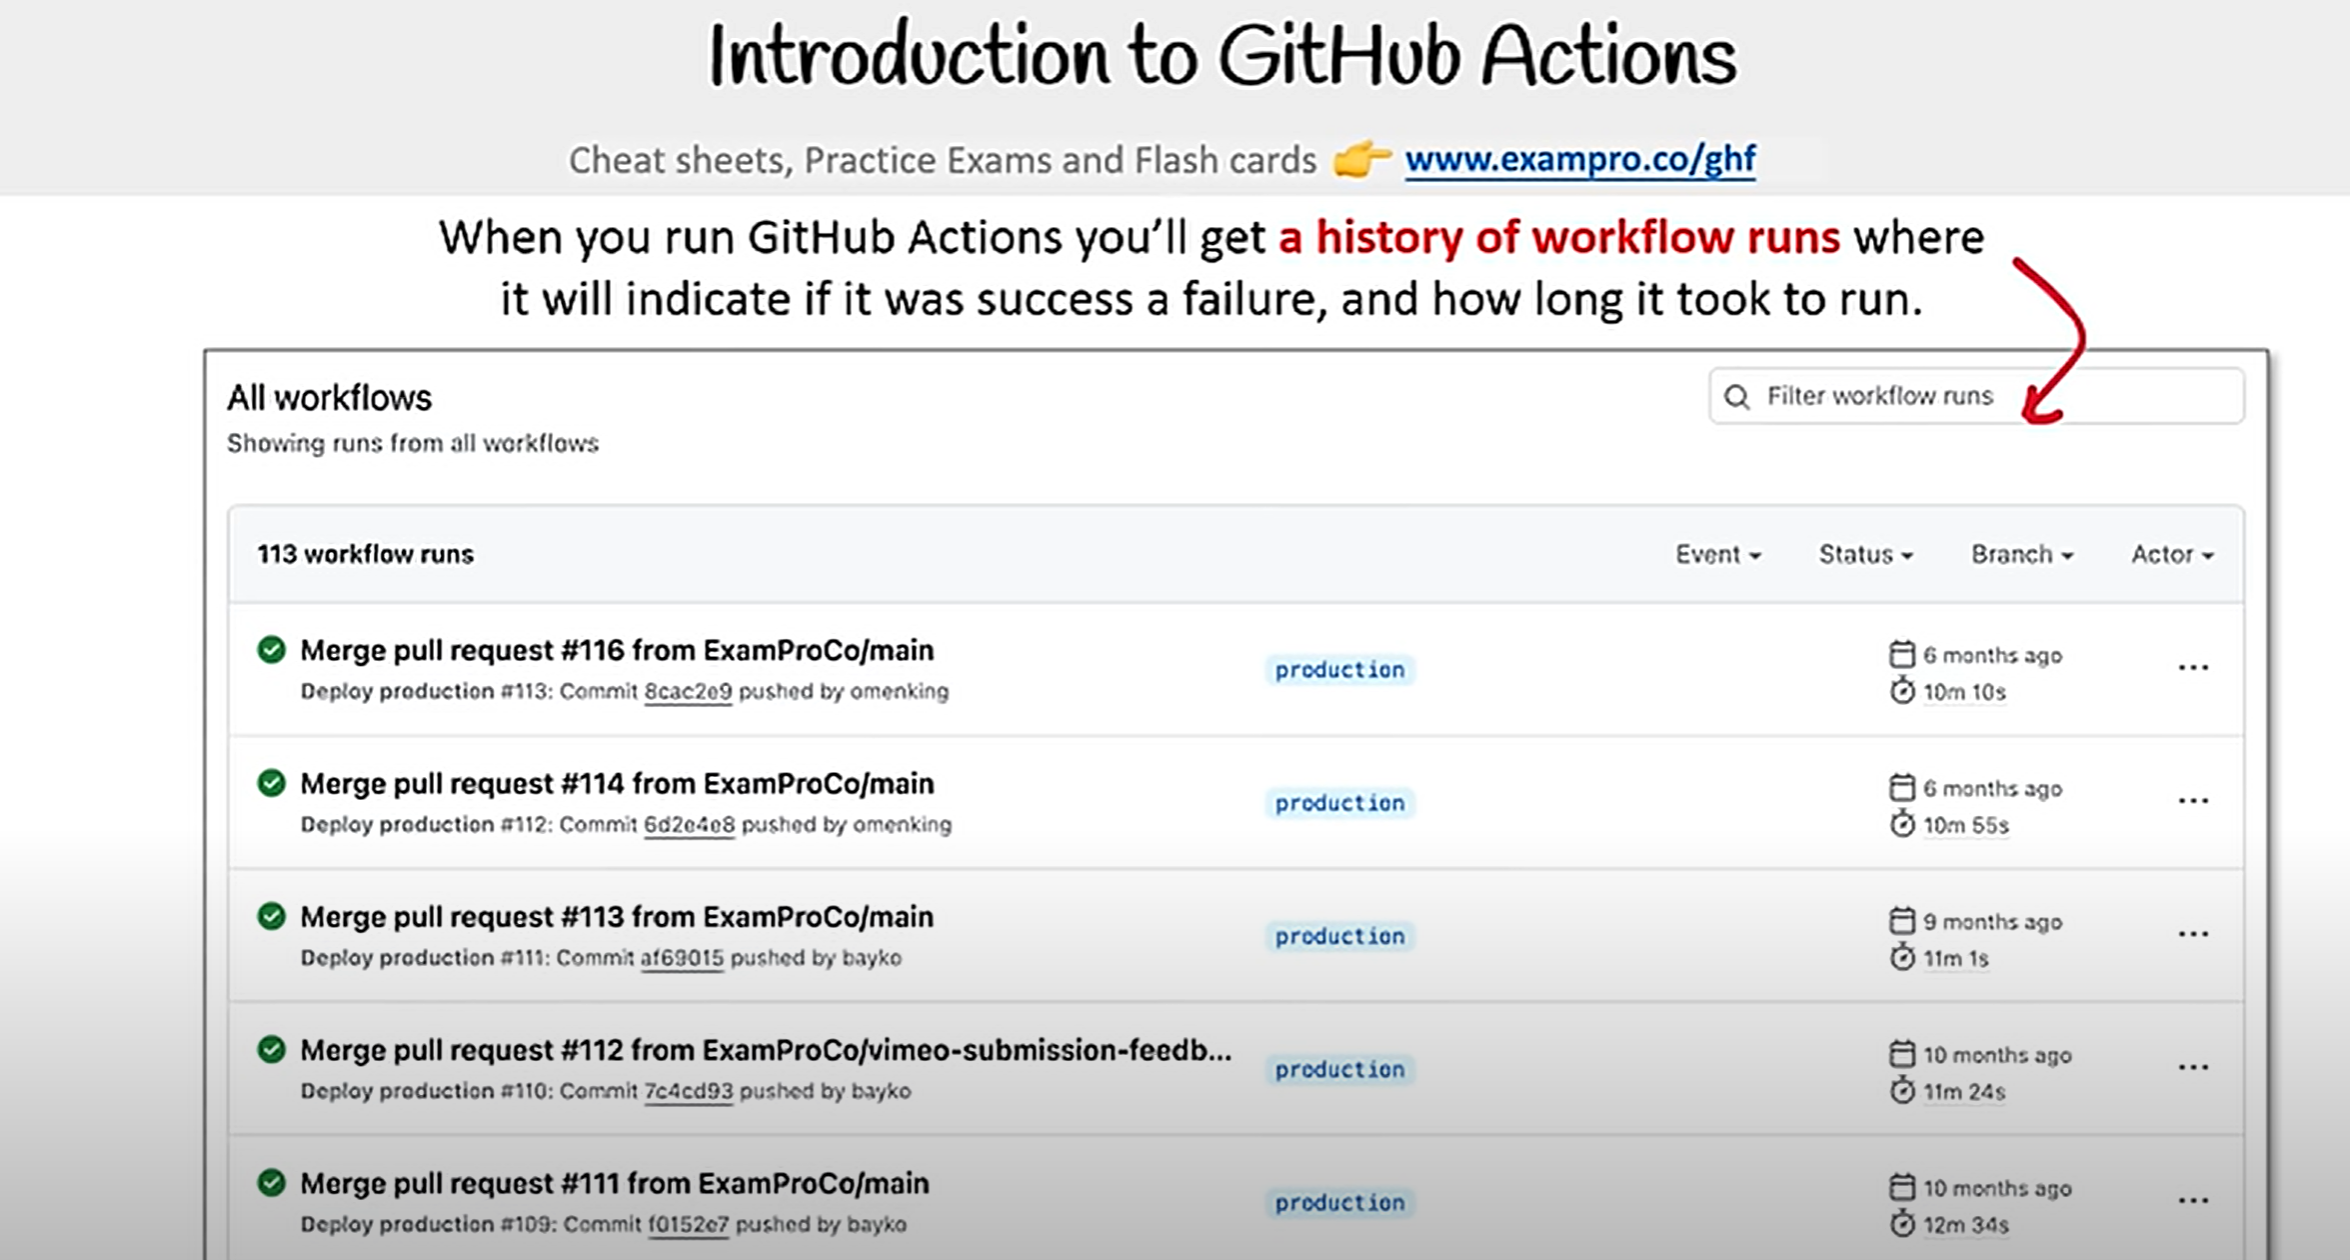 Introduction to GitHub Actions
Cheat sheets, Practice Exams and Flash cards 👉 www.exampro.co/ghf
When you run GitHub Actions you'll get a history of workflow runs where
it will indicate if it was success a failure, and how long it took to run.
All workflows
Filter workflow runs
Showing runs from all workflows
113 workflow runs
Event Status Branch Actor
Merge pull request #116 from ExamProCo/main
Deploy production #113: Commit 8cac2e9 pushed by omenking
production
6 months ago
10m 10s
Merge pull request #114 from ExamProCo/main
Deploy production #112: Commit 6d2e4e8 pushed by omenking
production
6 months ago
10m 55s
Merge pull request #113 from ExamProCo/main
Deploy production #111: Commit af69015 pushed by bayko
production
9 months ago
11m 1s
Merge pull request #112 from ExamProCo/vimeo-submission-feedb...
Deploy production #110: Commit 7c4cd93 pushed by bayko
production
10 months ago
11m 24s
Merge pull request #111 from ExamProCo/main
Deploy production #109: Commit f0152e7 pushed by bayko
production
10 months ago
12m 34s